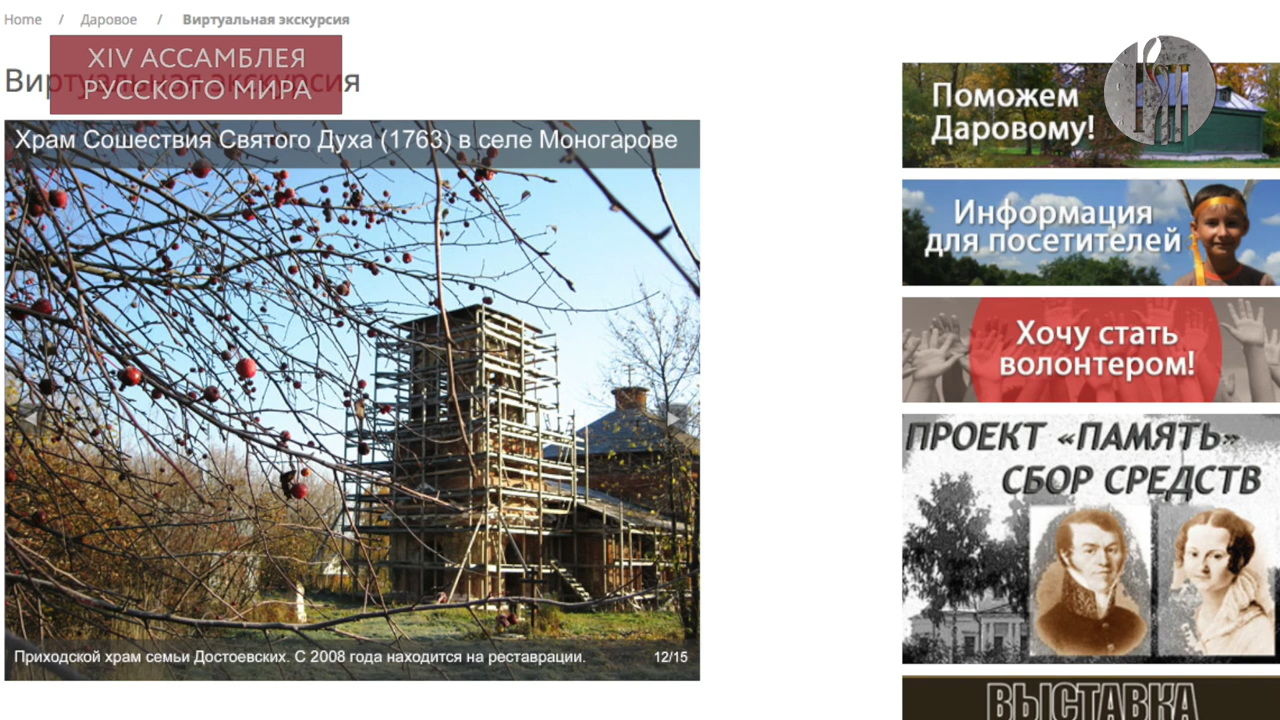 Home / Даровое / Виртуальная экскурсия
XIV АССАМБЛЕЯ
РУССКОГО МИРА
Виртуальная экскурсия
Храм Сошествия Святого Духа (1763) в селе Моногарове
Приходской храм семьи Достоевских. С 2008 года находится на реставрации. 12/15
Поможем
Даровому!
Информация
для посетителей
Хочу стать
волонтером!
ПРОЕКТ «ПАМЯТЬ»
СБОР СРЕДСТВ
ВЫСТАВКА